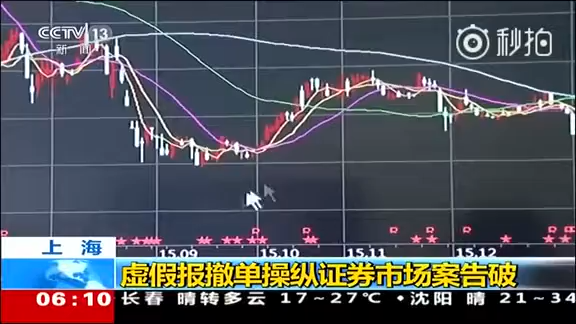 CCTV 13
新闻
秒拍
R R R R
15.09 15.10 15.11 15.12
上海
虚假报撤单操纵证券市场案告破
06:10 长春 晴转~雨 17~27℃・沈阳 晴 21~34